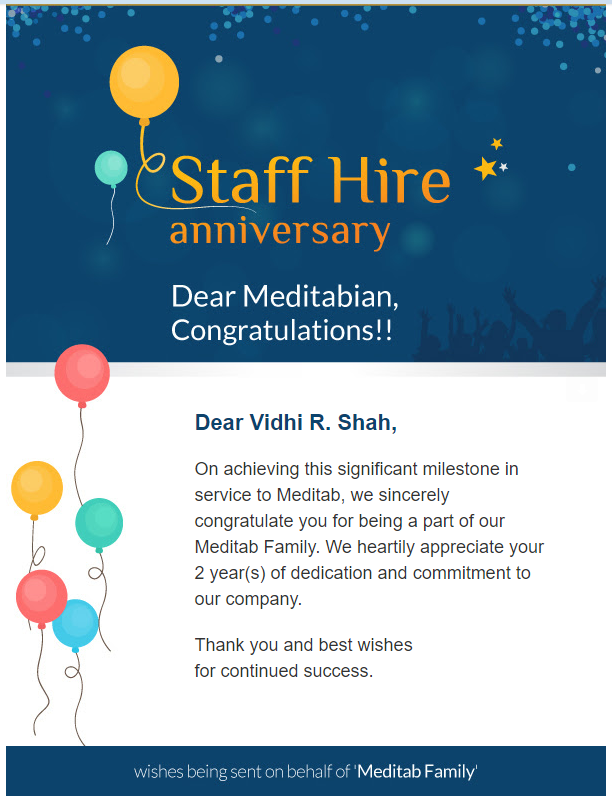 Staff Hire
anniversary
Dear Meditabian,
Congratulations!!
Dear Vidhi R. Shah,
On achieving this significant milestone in
service to Meditab, we sincerely
congratulate you for being a part of our
Meditab Family. We heartily appreciate your
2 year(s) of dedication and commitment to
our company.
Thank you and best wishes
for continued success.
wishes being sent on behalf of 'Meditab Family'